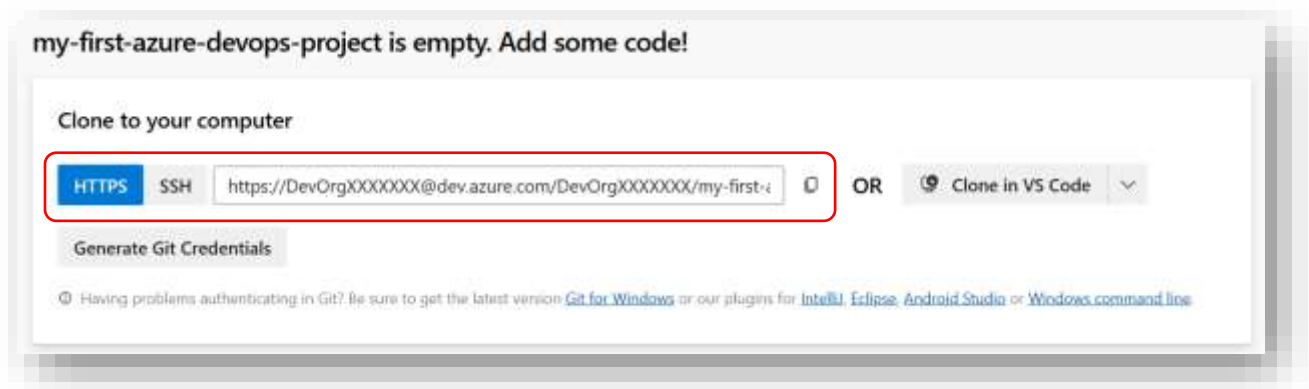 my-first-azure-devops-project is empty. Add some code!
Clone to your computer
HTTPS SSH https://DevOrgXXXXXXX@dev.azure.com/DevOrgXXXXXXX/my-first-a OR Clone in VS Code
Generate Git Credentials
Having problems authenticating in Git? Be sure to get the latest version Git for Windows or our plugins for IntelliJ, Eclipse, Android Studio or Windows command line.